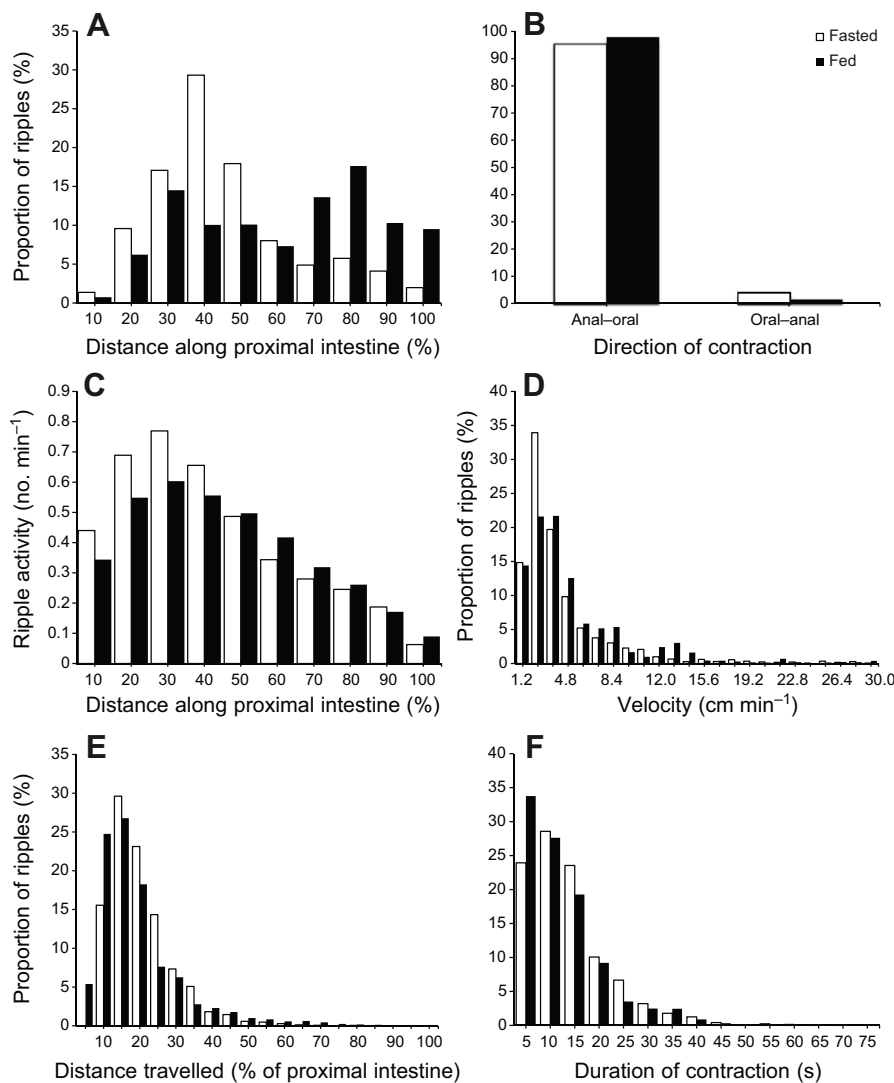 A
Proportion of ripples (%)
35
30
25
20
15
10
5
0
10 20 30 40 50 60 70 80 90 100
Distance along proximal intestine (%)
B
Fasted
Fed
100
90
80
70
60
50
40
30
20
10
0
Anal–oral Oral–anal
Direction of contraction
C
Ripple activity (no. min⁻¹)
0.9
0.8
0.7
0.6
0.5
0.4
0.3
0.2
0.1
0
10 20 30 40 50 60 70 80 90 100
Distance along proximal intestine (%)
D
Proportion of ripples (%)
40
35
30
25
20
15
10
5
0
1.2 4.8 8.4 12.0 15.6 19.2 22.8 26.4 30.0
Velocity (cm min⁻¹)
E
Proportion of ripples (%)
35
30
25
20
15
10
5
0
10 20 30 40 50 60 70 80 90 100
Distance travelled (% of proximal intestine)
F
40
35
30
25
20
15
10
5
0
5 10 15 20 25 30 35 40 45 50 55 60 65 70 75
Duration of contraction (s)